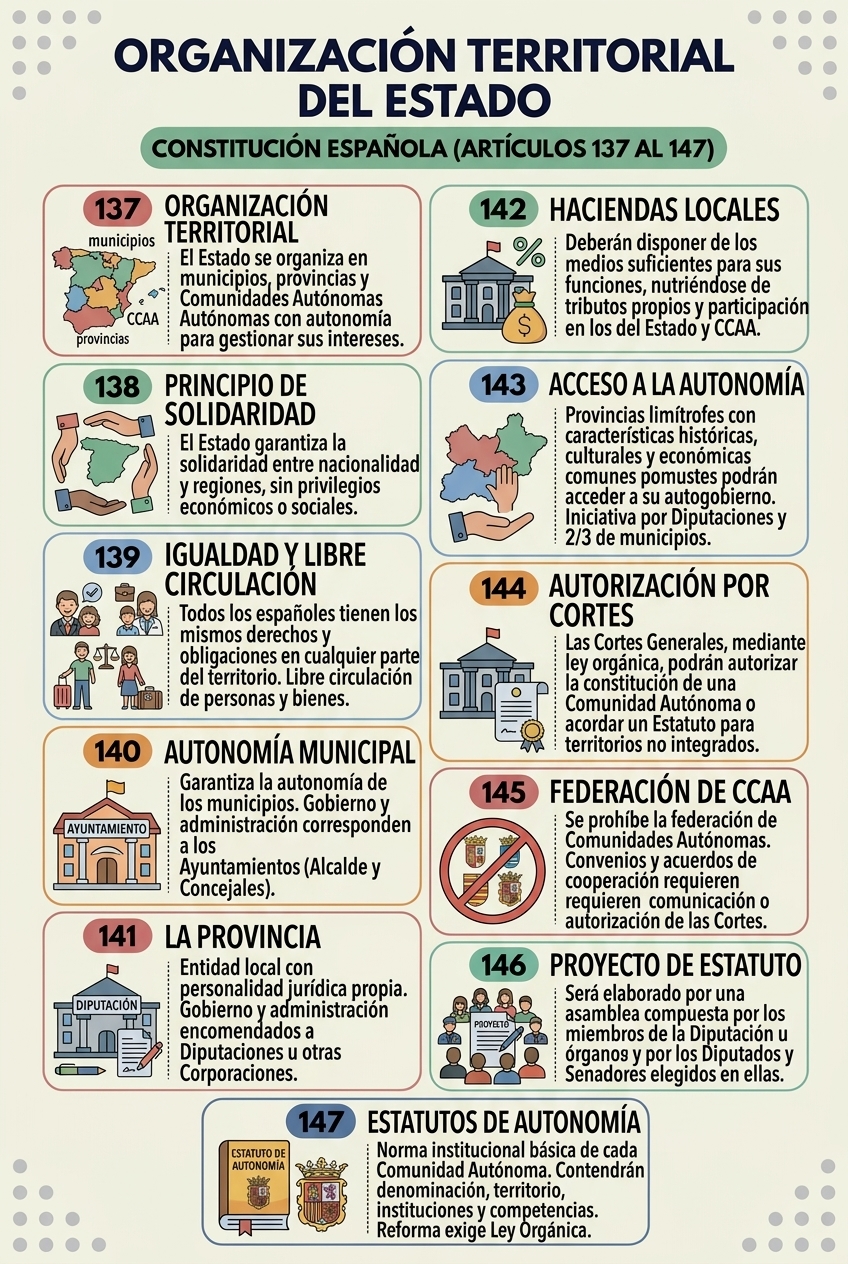 ORGANIZACIÓN TERRITORIAL
DEL ESTADO
CONSTITUCIÓN ESPAÑOLA (ARTÍCULOS 137 AL 147)
137
ORGANIZACIÓN
TERRITORIAL
municipios
CCAA
provincias
El Estado se organiza en
municipios, provincias y
Comunidades Autónomas
Autónomas con autonomía
para gestionar sus intereses.
138
PRINCIPIO DE
SOLIDARIDAD
El Estado garantiza la
solidaridad entre nacionalidad
y regiones, sin privilegios
económicos o sociales.
139
IGUALDAD Y LIBRE
CIRCULACIÓN
Todos los españoles tienen los
mismos derechos y
obligaciones en cualquier parte
del territorio. Libre circulación
de personas y bienes.
140
AUTONOMÍA MUNICIPAL
AYUNTAMIENTO
Garantiza la autonomía de
los municipios. Gobierno y
administración corresponden
a los
Ayuntamientos (Alcalde y
Concejales).
141
LA PROVINCIA
DIPUTACIÓN
Entidad local con
personalidad jurídica propia.
Gobierno y administración
encomendados a
Diputaciones u otras
Corporaciones.
142
HACIENDAS LOCALES
%
$
Deberán disponer de los
medios suficientes para sus
funciones, nutriéndose de
tributos propios y participación
en los del Estado y CCAA.
143
ACCESO A LA AUTONOMÍA
Provincias limítrofes con
características históricas,
culturales y económicas
comunes pomustes podrán
acceder a su autogobierno.
Iniciativa por Diputaciones y
2/3 de municipios.
144
AUTORIZACIÓN POR
CORTES
Las Cortes Generales, mediante
ley orgánica, podrán autorizar
la constitución de una
Comunidad Autónoma o
acordar un Estatuto para
territorios no integrados.
145
FEDERACIÓN DE CCAA
Se prohíbe la federación de
Comunidades Autónomas.
Convenios y acuerdos de
cooperación requieren
requieren comunicación o
autorización de las Cortes.
146
PROYECTO DE ESTATUTO
PROYECTO
Será elaborado por una
asamblea compuesta por los
miembros de la Diputación u
órganos y por los Diputados y
Senadores elegidos en ellas.
147
ESTATUTOS DE AUTONOMÍA
ESTATUTO DE
AUTONOMÍA
Norma institucional básica de cada
Comunidad Autónoma. Contendrán
denominación, territorio,
instituciones y competencias.
Reforma exige Ley Orgánica.